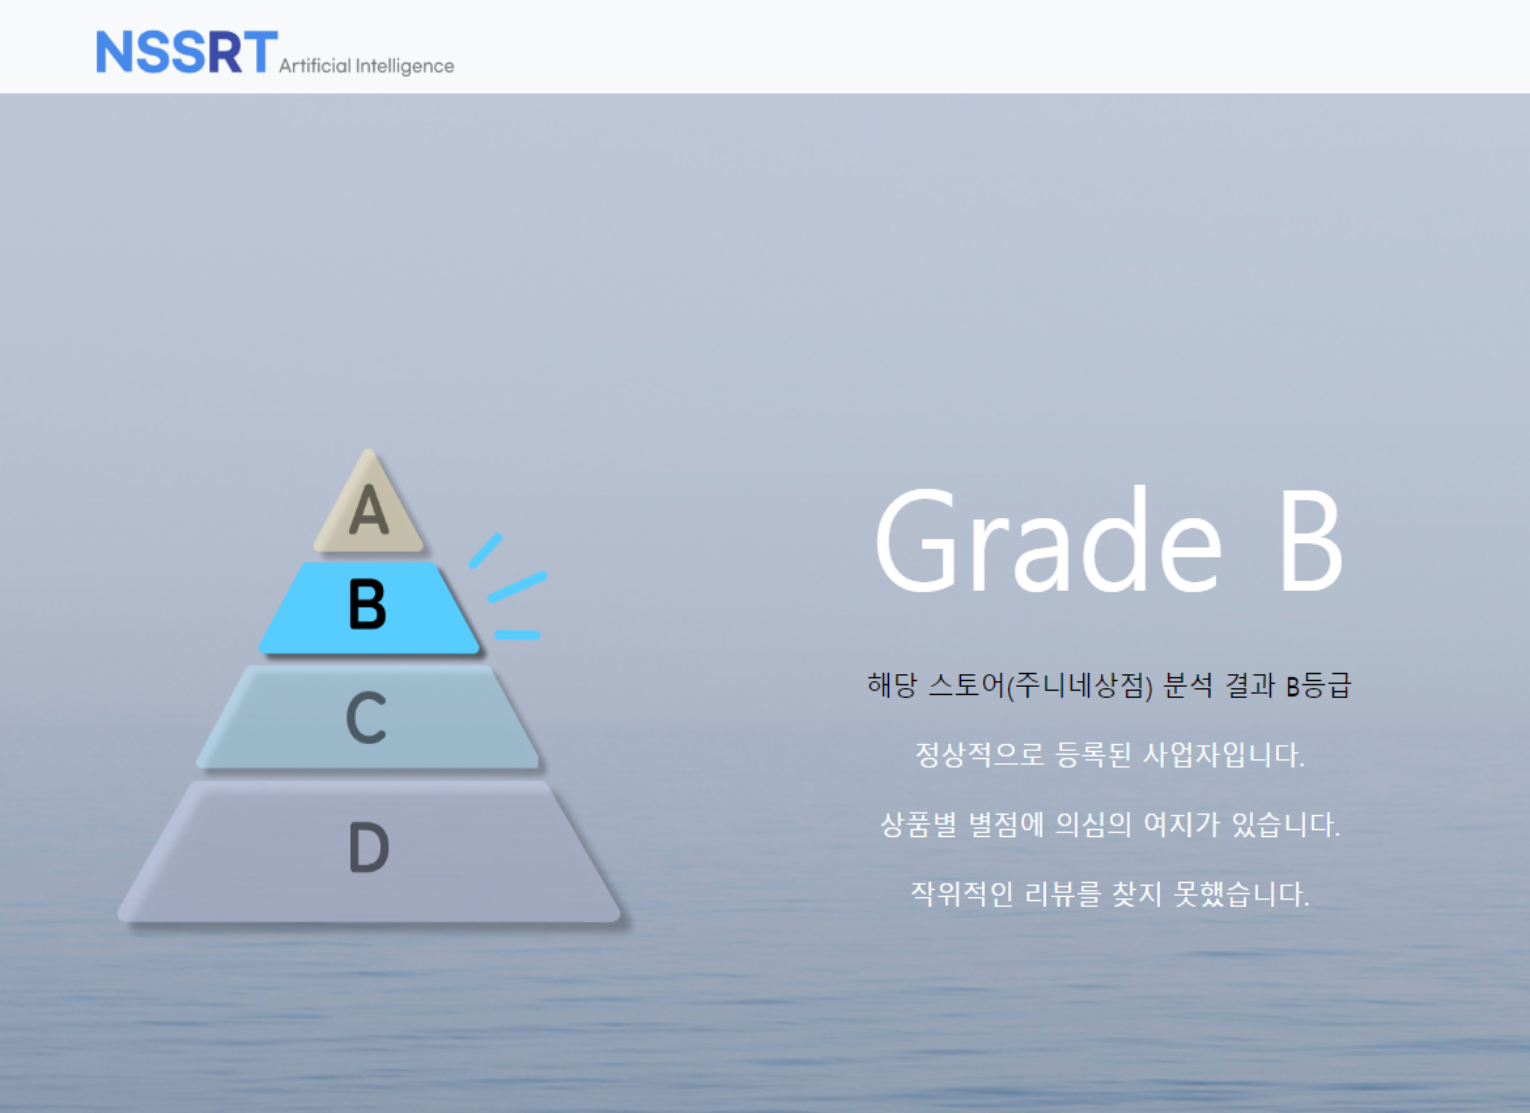 NSSRT Artificial Intelligence
A
B
C
D
Grade B
해당 스토어(주니네상점) 분석 결과 B등급
정상적으로 등록된 사업자입니다.
상품별 별점에 의심의 여지가 있습니다.
작위적인 리뷰를 찾지 못했습니다.